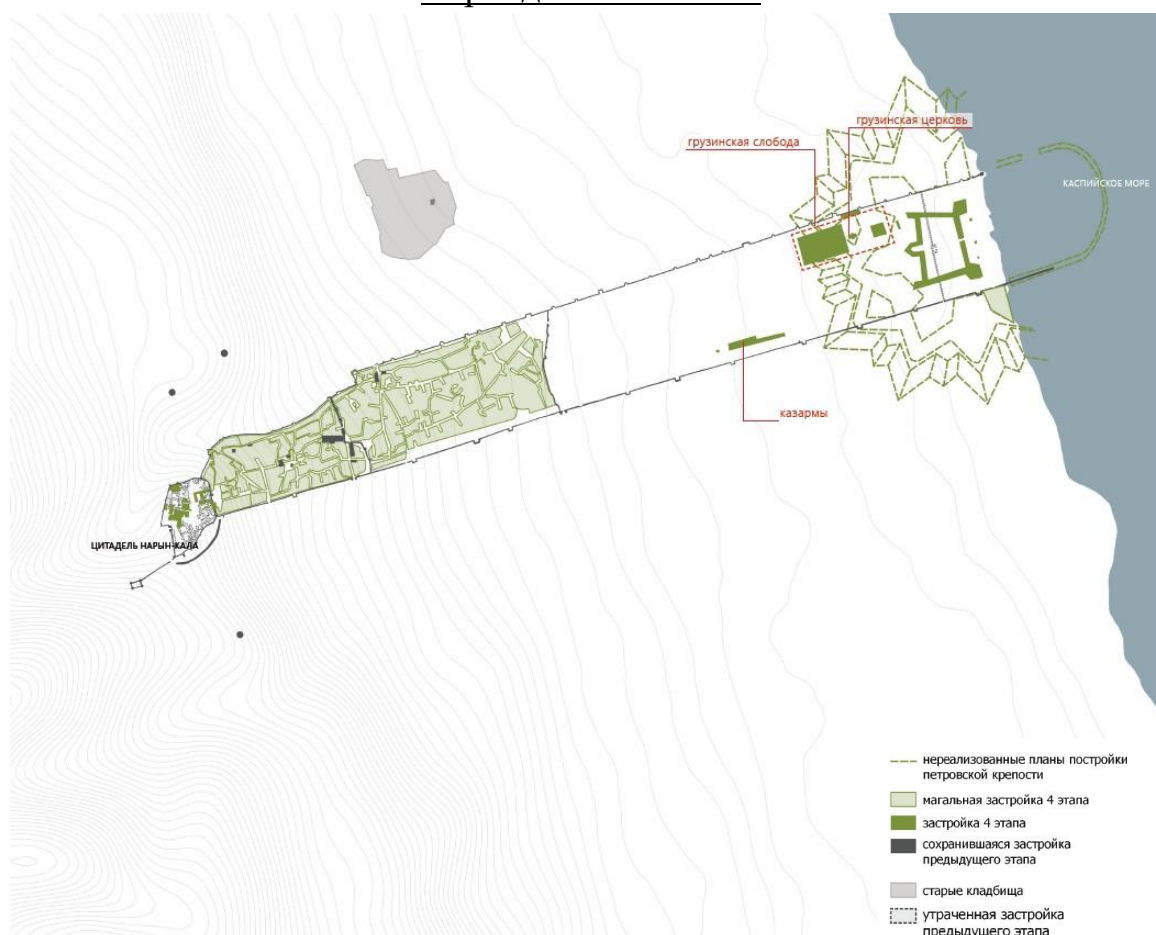 грузинская церковь
грузинская слобода
КАСПИЙСКОЕ МОРЕ
казармы
ЦИТАДЕЛЬ НАРЫН-КАЛА
нереализованные планы постройки
петровской крепости
магальная застройка 4 этапа
застройка 4 этапа
сохранившаяся застройка
предыдущего этапа
старые кладбища
утраченная застройка
предыдущего этапа